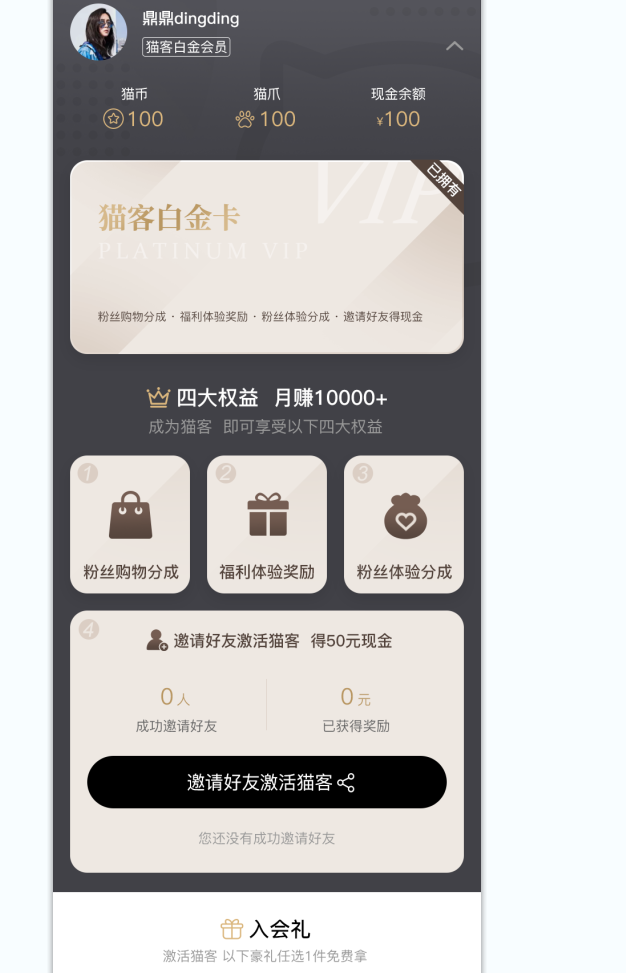 鼎鼎dingding
猫客白金会员
猫币 猫爪 现金余额
100 100 ¥100
VIP
已拥有
猫客白金卡
PLATINUM VIP
粉丝购物分成 · 福利体验奖励 · 粉丝体验分成 · 邀请好友得现金
四大权益 月赚10000+
成为猫客 即可享受以下四大权益
1 2 3
粉丝购物分成 福利体验奖励 粉丝体验分成
4
邀请好友激活猫客 得50元现金
0人 0元
成功邀请好友 已获得奖励
邀请好友激活猫客
您还没有成功邀请好友
入会礼
激活猫客 以下豪礼任选1件免费拿